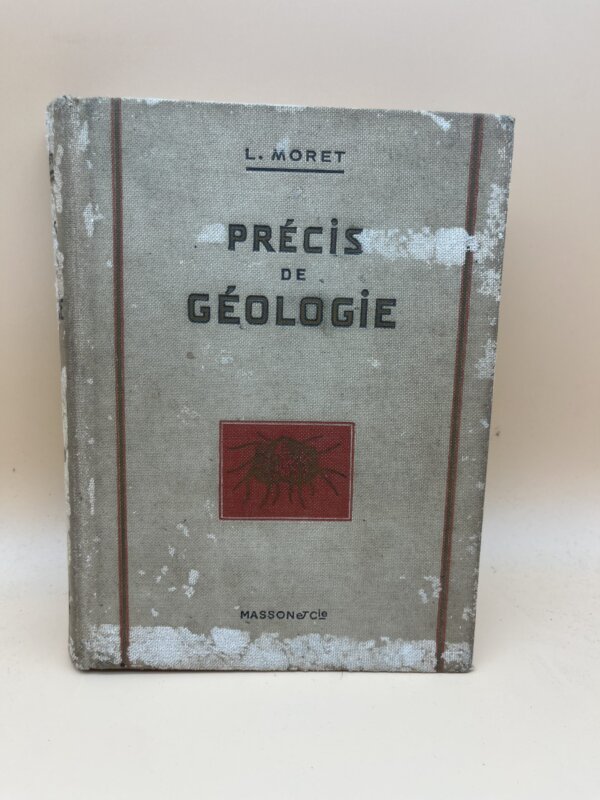 L. MORET
PRÉCIS
DE
GÉOLOGIE
MASSON et Cie